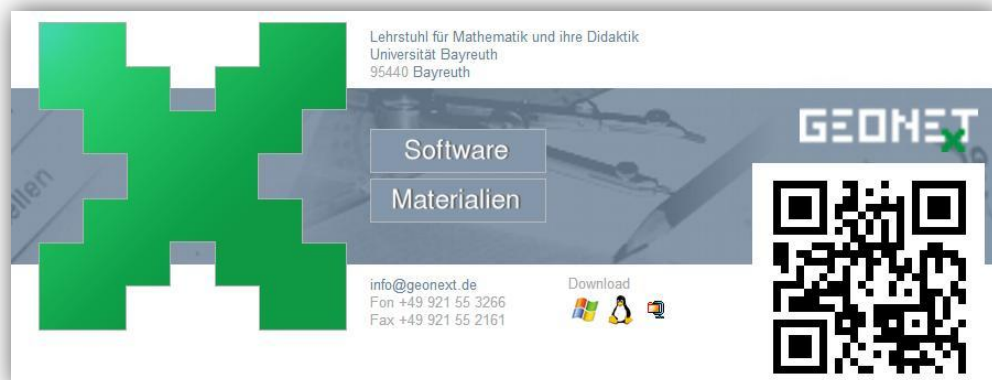 Lehrstuhl für Mathematik und ihre Didaktik
Universität Bayreuth
95440 Bayreuth
GEONExT
Software
Materialien
ellen
info@geonext.de
Fon +49 921 55 3266
Fax +49 921 55 2161
Download